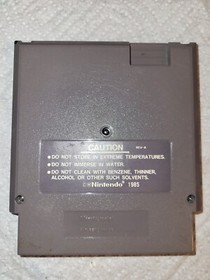 CAUTION
•DO NOT STORE IN EXTREME TEMPERATURES.
•DO NOT IMMERSE IN WATER.
•DO NOT CLEAN WITH BENZENE, THINNER,
ALCOHOL OR OTHER SUCH SOLVENTS.
©Nintendo® 1985